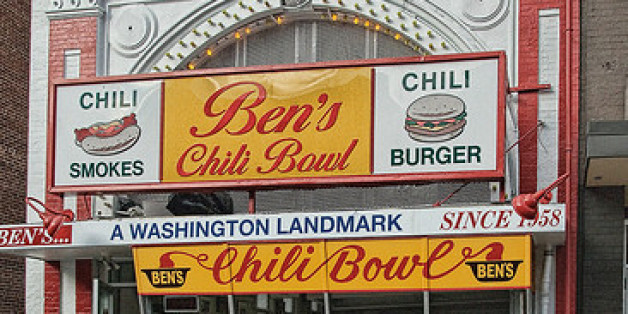 CHILI
SMOKES
Ben's
Chili Bowl
CHILI
BURGER
BEN'S...
A WASHINGTON LANDMARK
SINCE 1958
BEN'S Chili Bowl BEN'S